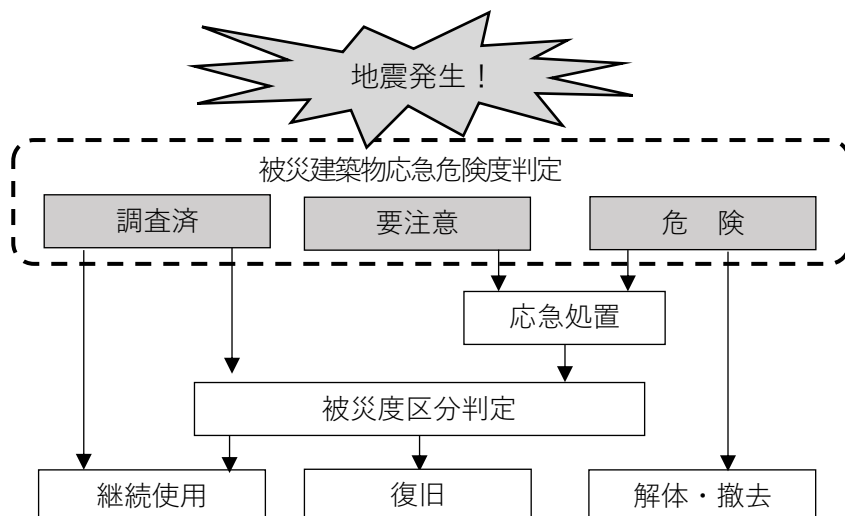 地震発生！
被災建築物応急危険度判定
調査済
要注意
危　険
応急処置
被災度区分判定
継続使用
復旧
解体・撤去